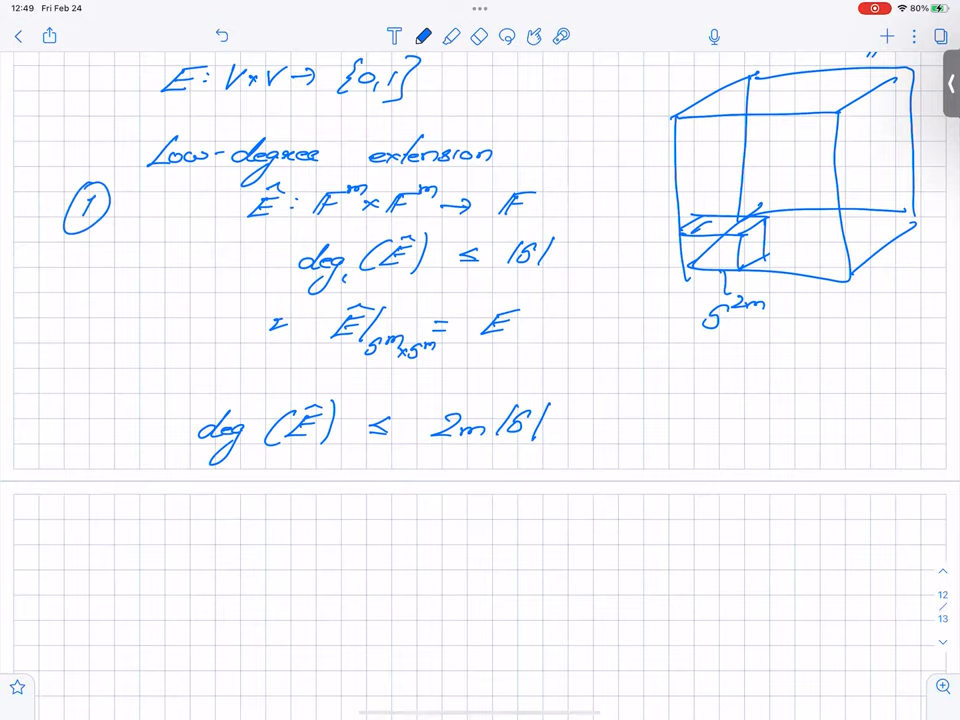 12:49 Fri Feb 24
80%
E : V × V → {0,1}
Low-degree extension
① Ê : F^m × F^m → F
deg_i (Ê) ≤ |S|
Ê|_{S^m × S^m} = E
deg (Ê) ≤ 2m |S|
S^{2m}
12
/
13